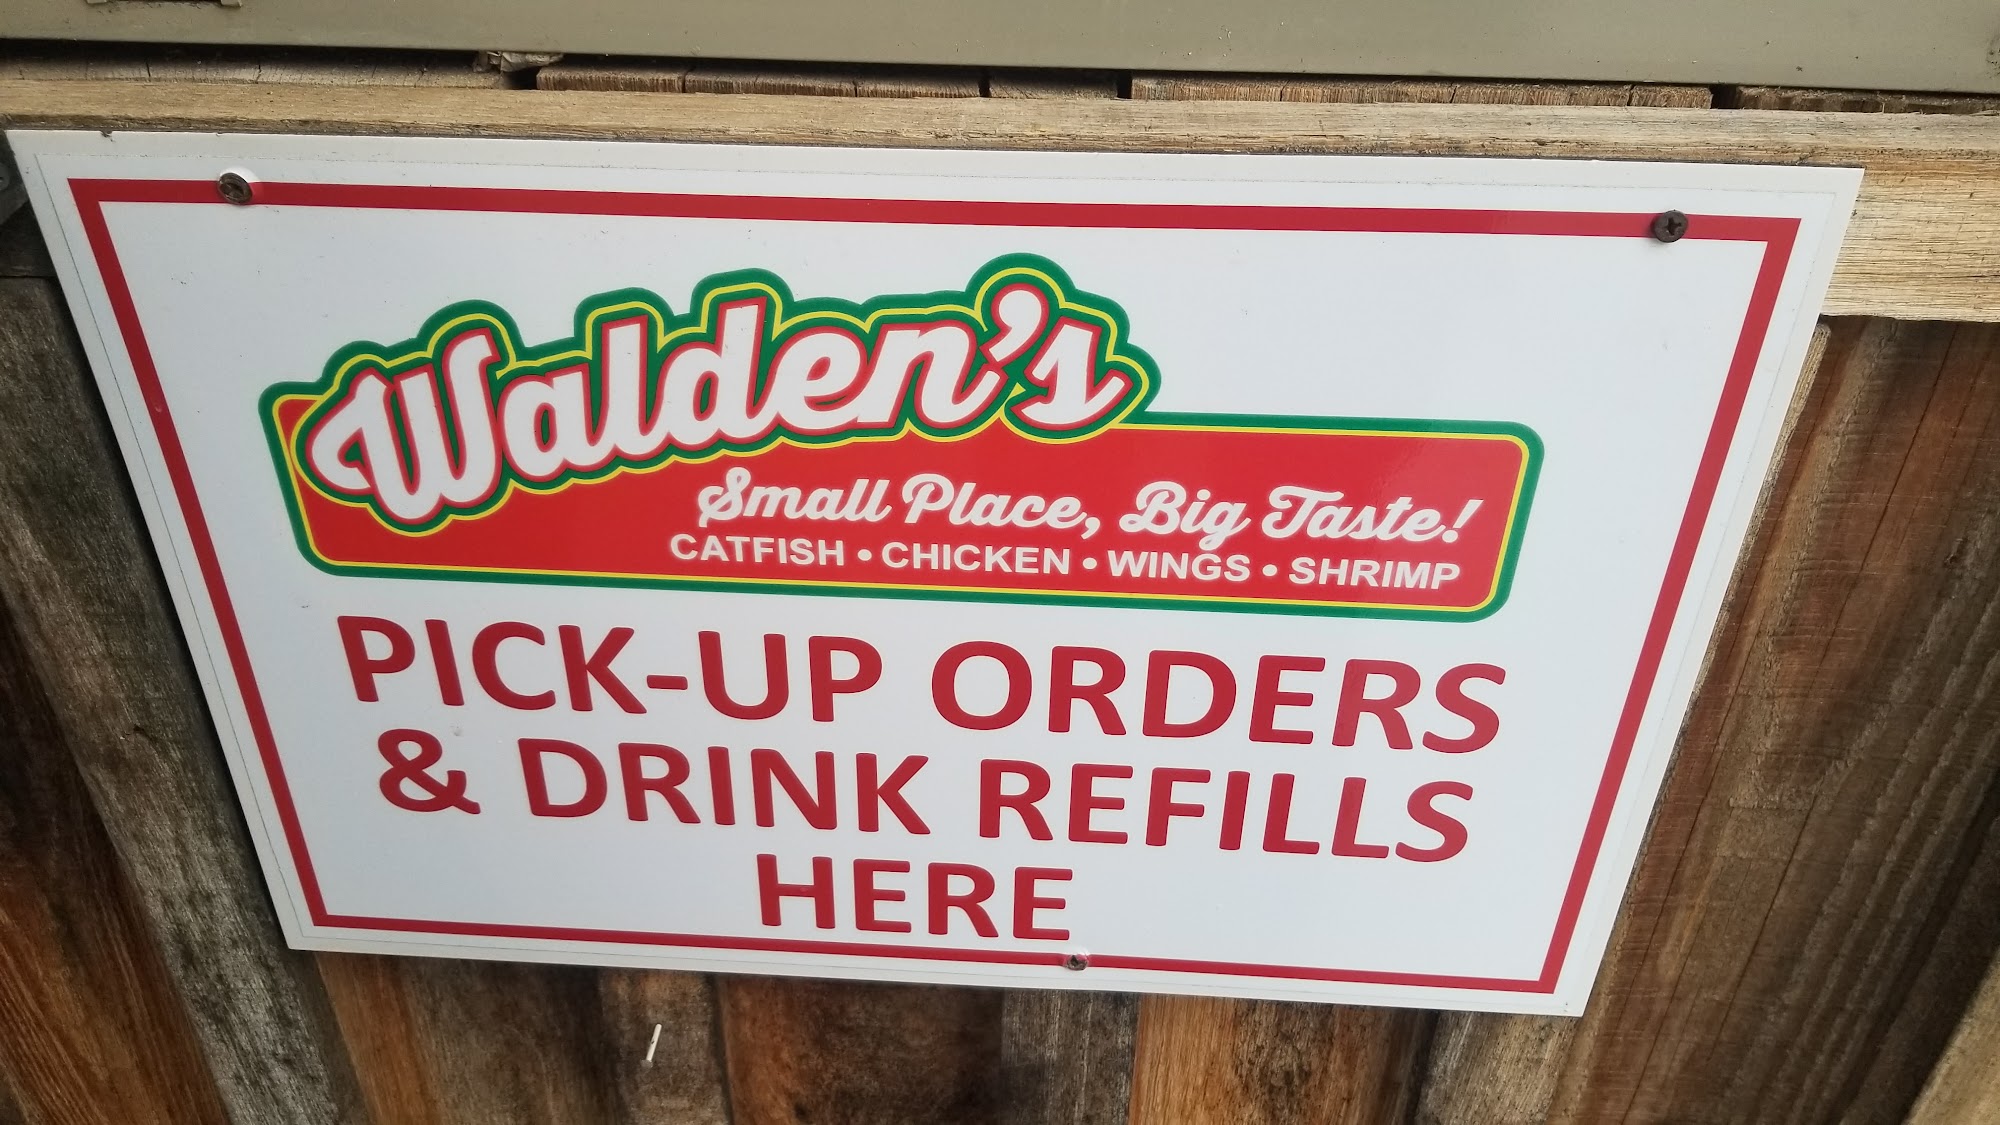 Walden's
Small Place, Big Taste!
CATFISH • CHICKEN • WINGS • SHRIMP
PICK-UP ORDERS
& DRINK REFILLS
HERE